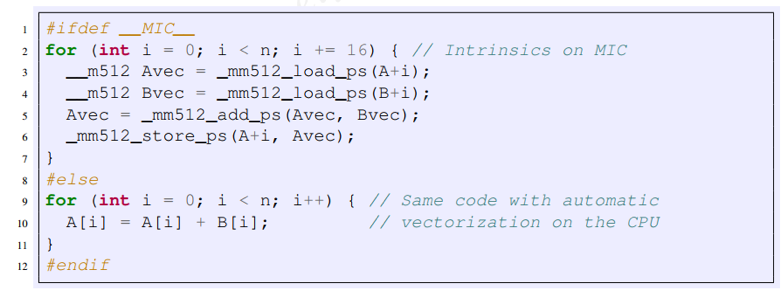 1 #ifdef __MIC__
2 for (int i = 0; i < n; i += 16) { // Intrinsics on MIC
3   __m512 Avec = _mm512_load_ps(A+i);
4   __m512 Bvec = _mm512_load_ps(B+i);
5   Avec = _mm512_add_ps(Avec, Bvec);
6   _mm512_store_ps(A+i, Avec);
7 }
8 #else
9 for (int i = 0; i < n; i++) { // Same code with automatic
10   A[i] = A[i] + B[i];          // vectorization on the CPU
11 }
12 #endif